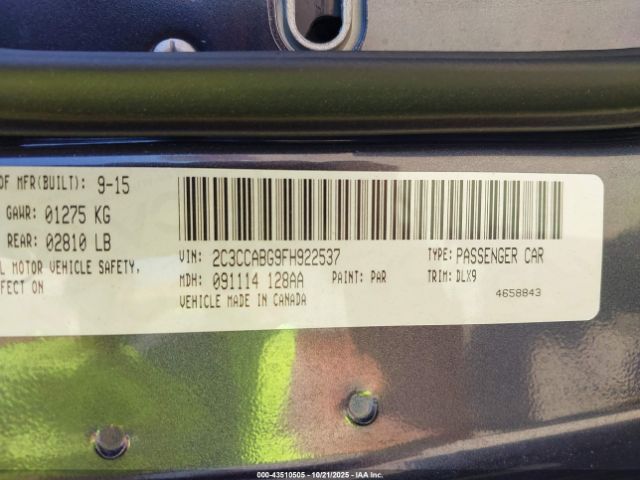 OF MFR(BUILT): 9-15
GAWR: 01275 KG
REAR: 02810 LB
L MOTOR VEHICLE SAFETY,
FECT ON
VIN: 2C3CCABG9FH922537
TYPE: PASSENGER CAR
MDH: 091114 128AA
PAINT: PAR
TRIM: DLX9
VEHICLE MADE IN CANADA
4658843
000-43510505 - 10/21/2025 - IAAI, Inc.